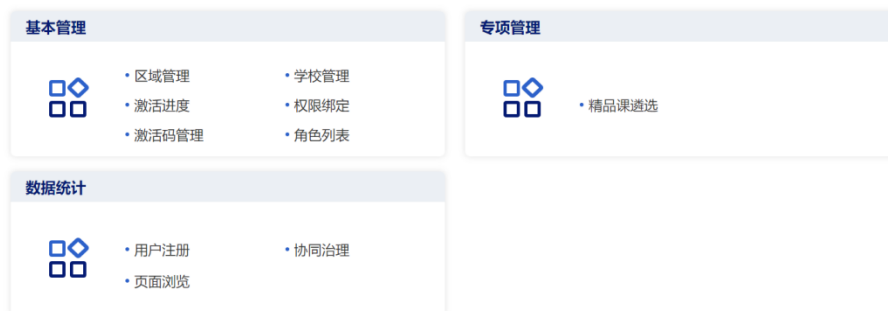 基本管理
区域管理
学校管理
激活进度
权限绑定
激活码管理
角色列表
专项管理
精品课遴选
数据统计
用户注册
协同治理
页面浏览